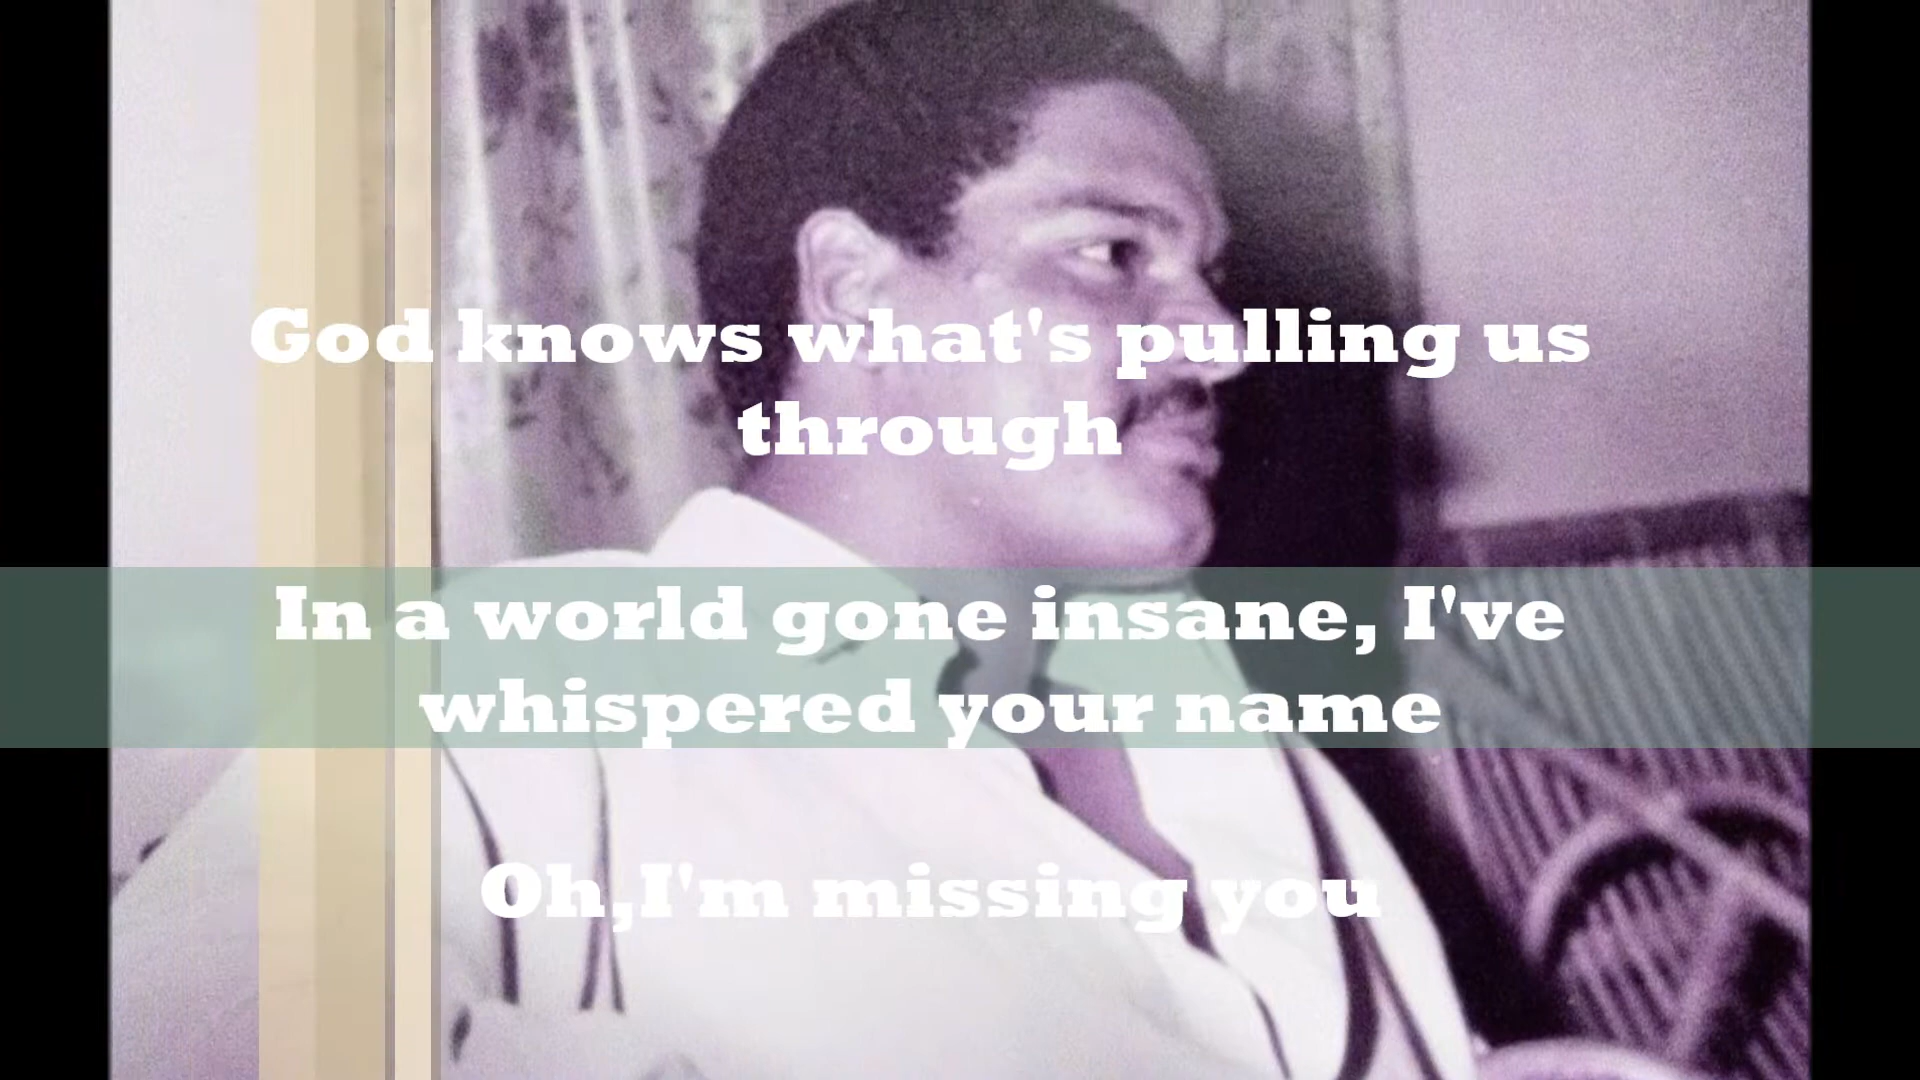 God knows what's pulling us
through
In a world gone insane, I've
whispered your name
Oh,I'm missing you